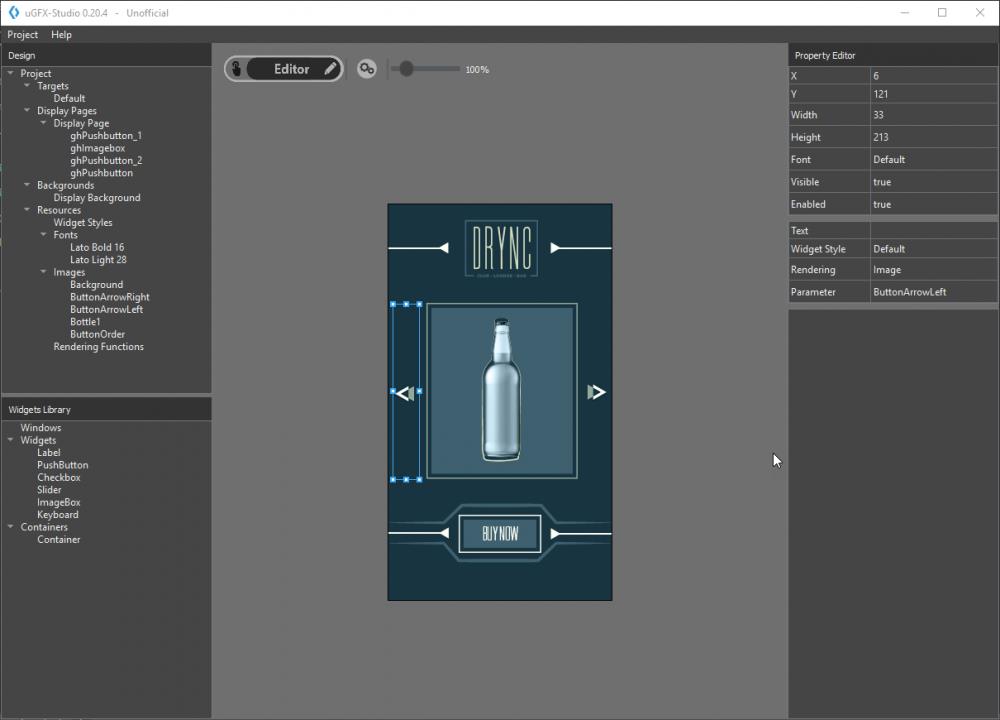 uGFX-Studio 0.20.4 - Unofficial
Project Help
Design
Project
Targets
Default
Display Pages
Display Page
ghPushbutton_1
ghImagebox
ghPushbutton_2
ghPushbutton
Backgrounds
Display Background
Resources
Widget Styles
Fonts
Lato Bold 16
Lato Light 28
Images
Background
ButtonArrowRight
ButtonArrowLeft
Bottle1
ButtonOrder
Rendering Functions
Widgets Library
Windows
Widgets
Label
PushButton
Checkbox
Slider
ImageBox
Keyboard
Containers
Container
Editor
100%
DRYNC
BUY NOW
Property Editor
X 6
Y 121
Width 33
Height 213
Font Default
Visible true
Enabled true
Text
Widget Style Default
Rendering Image
Parameter ButtonArrowLeft